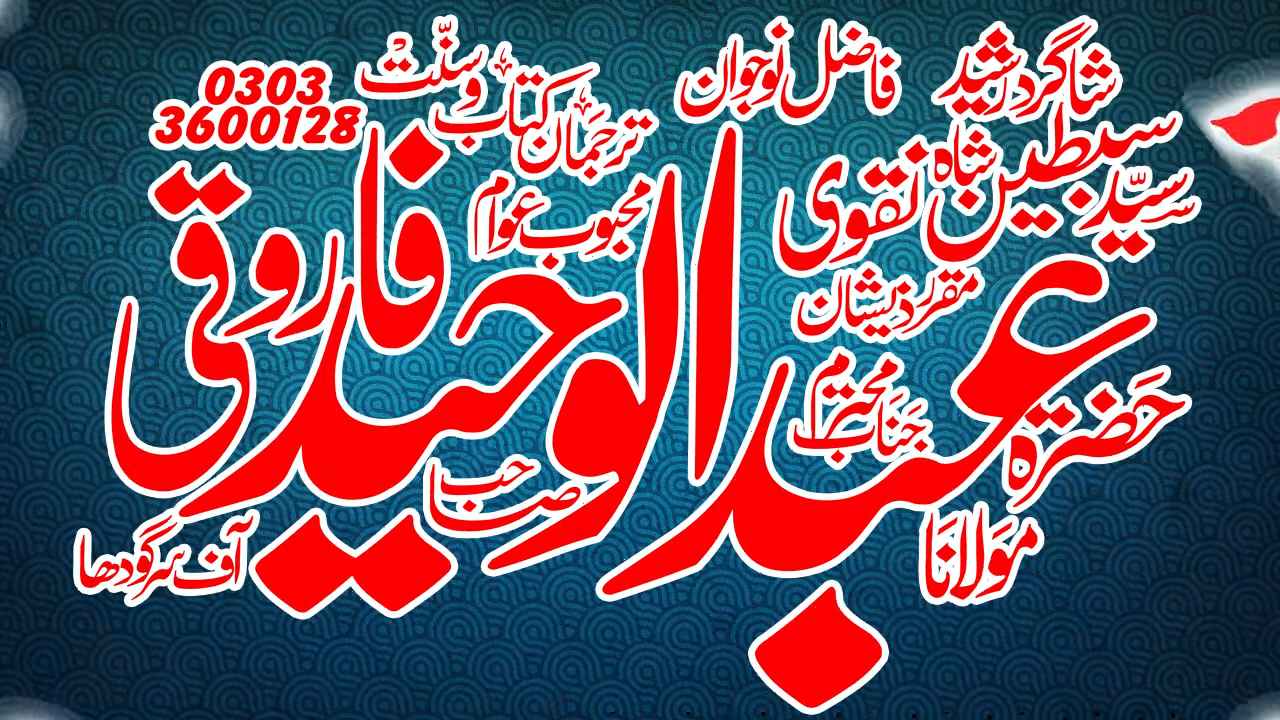 شاگرد رشید
سید سبطین شاہ نقوی
فاضل نوجوان
ترجمان کتاب و سنت
0303
3600128
محبوب عوام
مقرر ذیشان
جناب محترم
حضرت
مولانا
عبدالوحید فاروقی
صاحب
آف سرگودھا